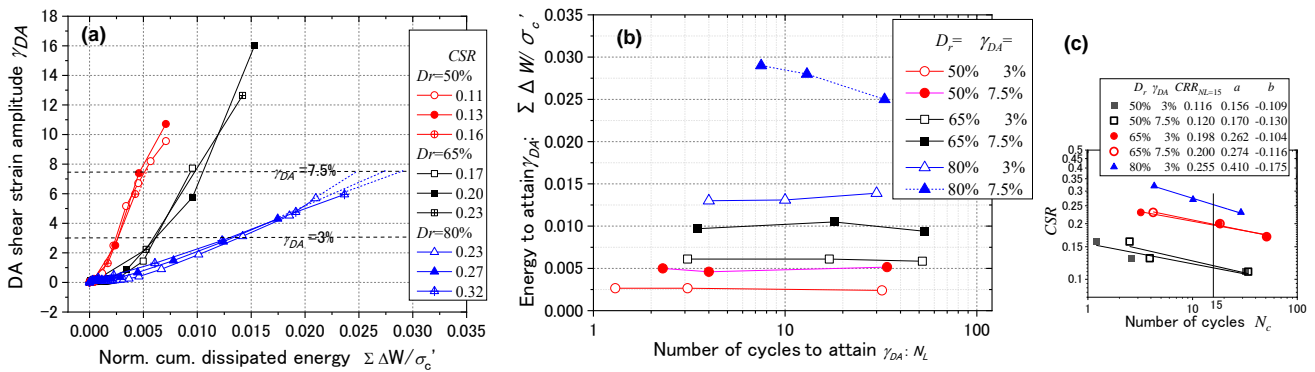 (a)
DA shear strain amplitude γDA
18
16
14
12
10
8
6
4
2
0
-2
0.000 0.005 0.010 0.015 0.020 0.025 0.030 0.035
Norm. cum. dissipated energy Σ ΔW/σc'
γDA=7.5%
γDA=3%
CSR
Dr=50%
0.11
0.13
0.16
Dr=65%
0.17
0.20
0.23
Dr=80%
0.23
0.27
0.32
(b)
Energy to attain γDA: Σ ΔW/σc'
0.035
0.030
0.025
0.020
0.015
0.010
0.005
0.000
1 10 100
Number of cycles to attain γDA: NL
Dr= γDA=
50% 3%
50% 7.5%
65% 3%
65% 7.5%
80% 3%
80% 7.5%
(c)
Dr γDA CRRNL=15 a b
50% 3% 0.116 0.156 -0.109
50% 7.5% 0.120 0.170 -0.130
65% 3% 0.198 0.262 -0.104
65% 7.5% 0.200 0.274 -0.116
80% 3% 0.255 0.410 -0.175
CSR
0.5
0.45
0.4
0.35
0.3
0.25
0.2
0.15
0.1
1 10 15 100
Number of cycles Nc